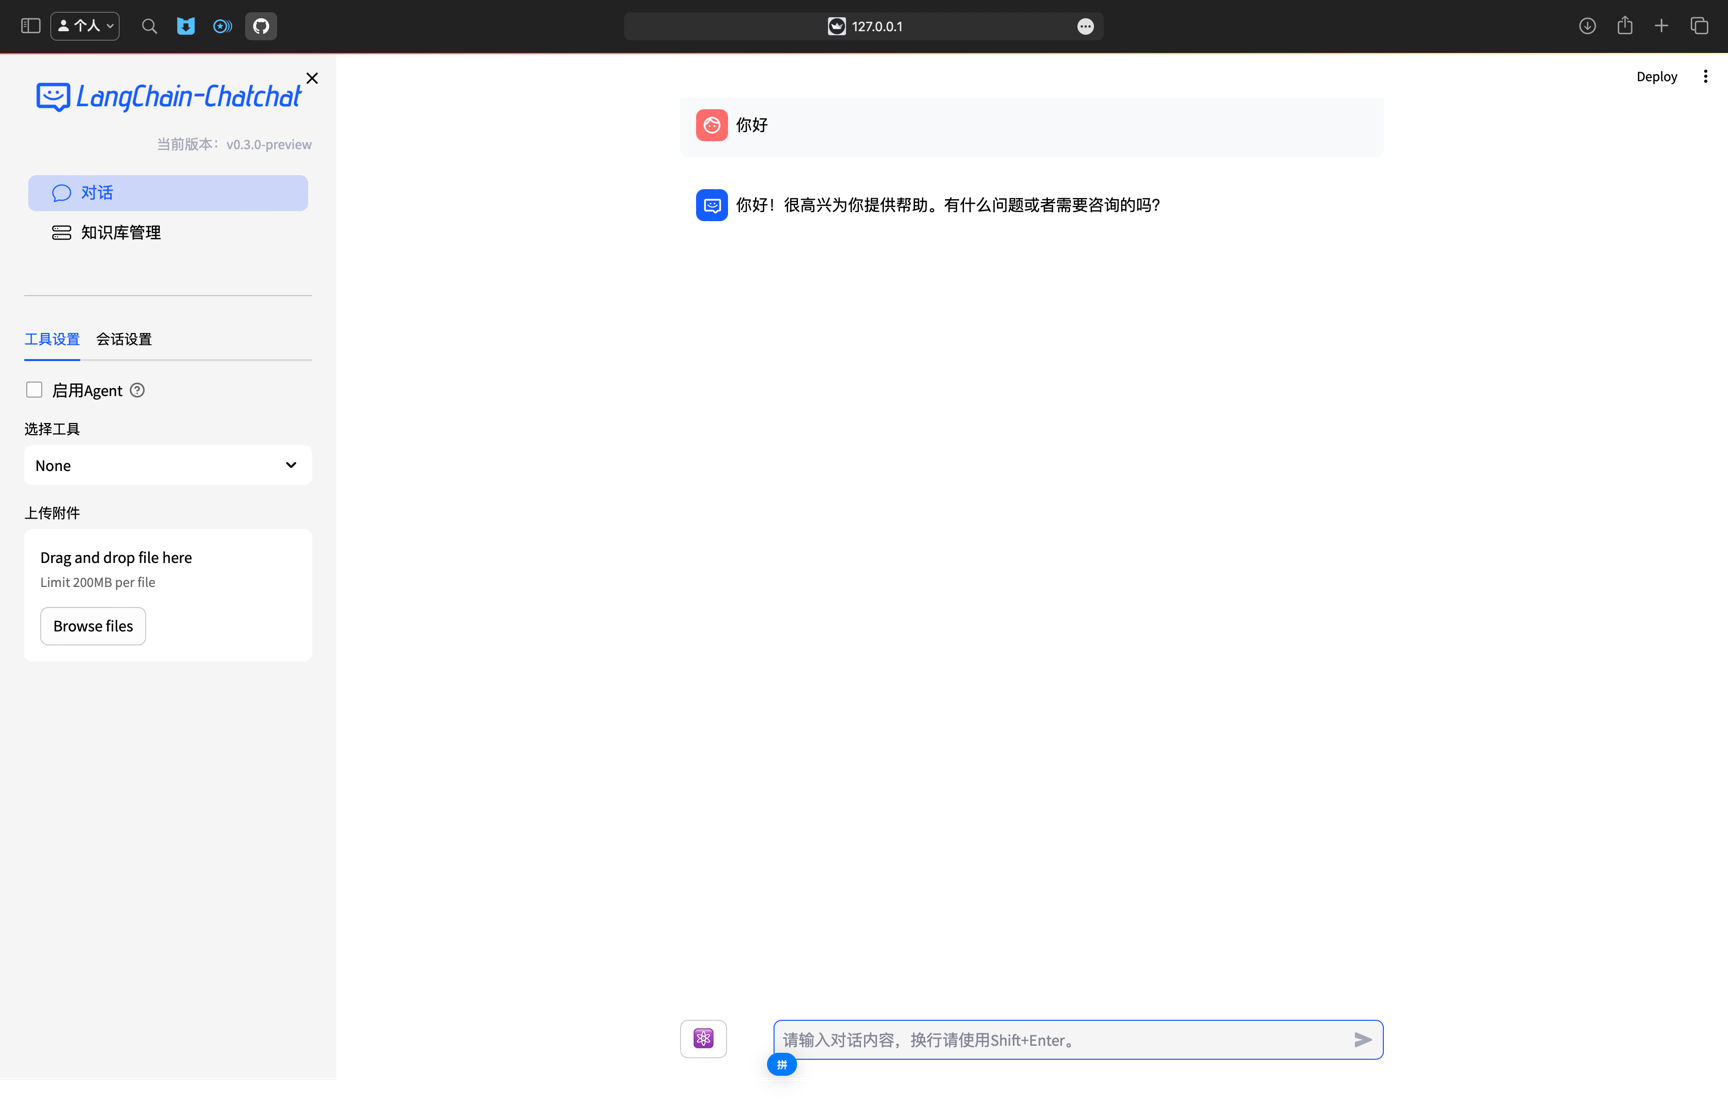 个人
127.0.0.1
LangChain-Chatchat
当前版本：v0.3.0-preview
对话
知识库管理
工具设置 会话设置
启用Agent
选择工具
None
上传附件
Drag and drop file here
Limit 200MB per file
Browse files
Deploy
你好
你好！很高兴为你提供帮助。有什么问题或者需要咨询的吗？
请输入对话内容，换行请使用Shift+Enter。
拼